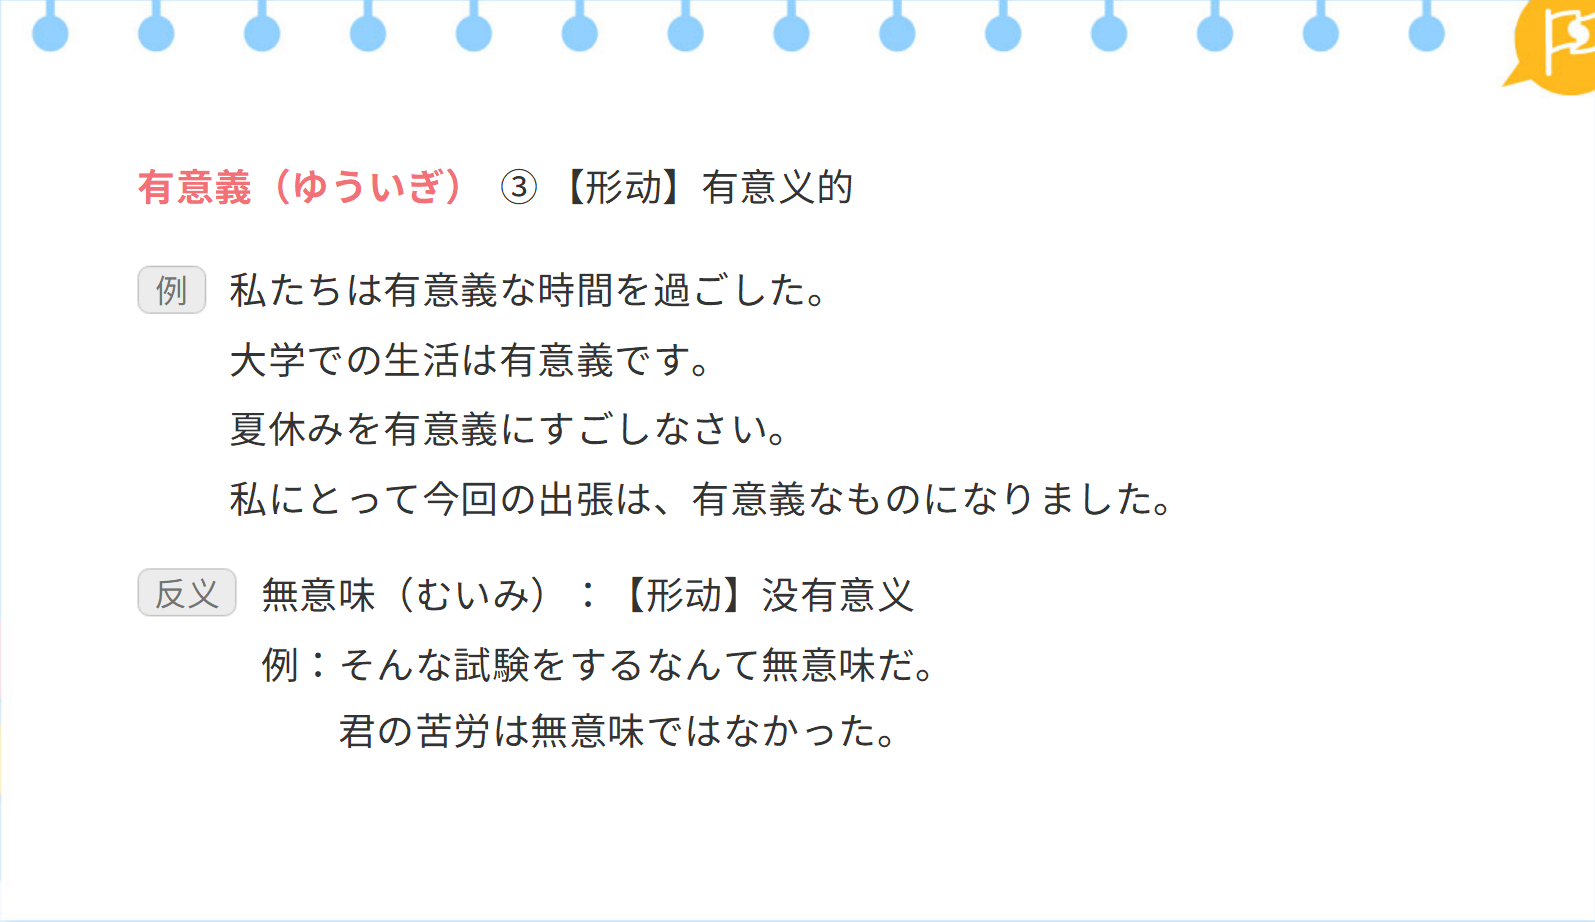 有意義（ゆういぎ） ③ 【形动】有意义的
例 私たちは有意義な時間を過ごした。
大学での生活は有意義です。
夏休みを有意義にすごしなさい。
私にとって今回の出張は、有意義なものになりました。
反义 無意味（むいみ）：【形动】没有意义
例：そんな試験をするなんて無意味だ。
君の苦労は無意味ではなかった。